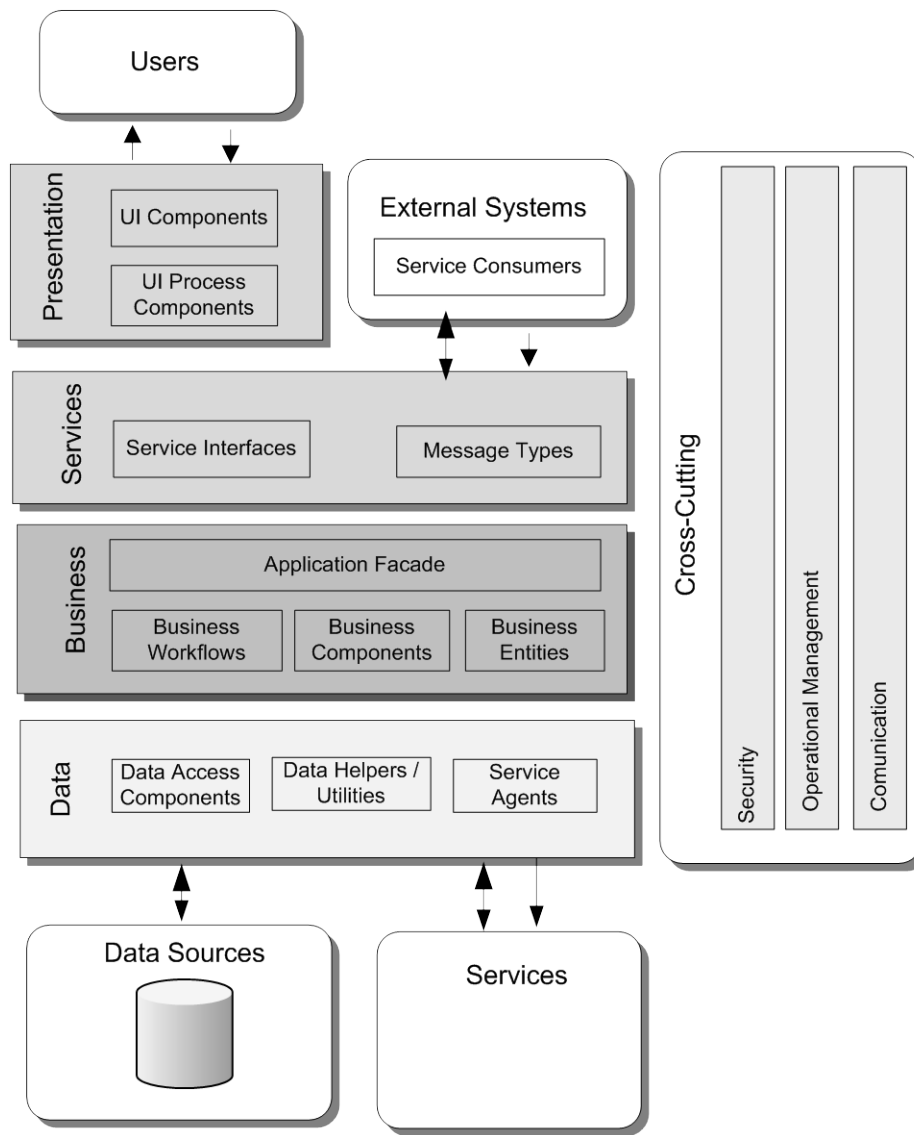 Users
Presentation
UI Components
UI Process
Components
External Systems
Service Consumers
Services
Service Interfaces
Message Types
Business
Application Facade
Business
Workflows
Business
Components
Business
Entities
Data
Data Access
Components
Data Helpers /
Utilities
Service
Agents
Data Sources
Services
Cross-Cutting
Security
Operational Management
Comunication